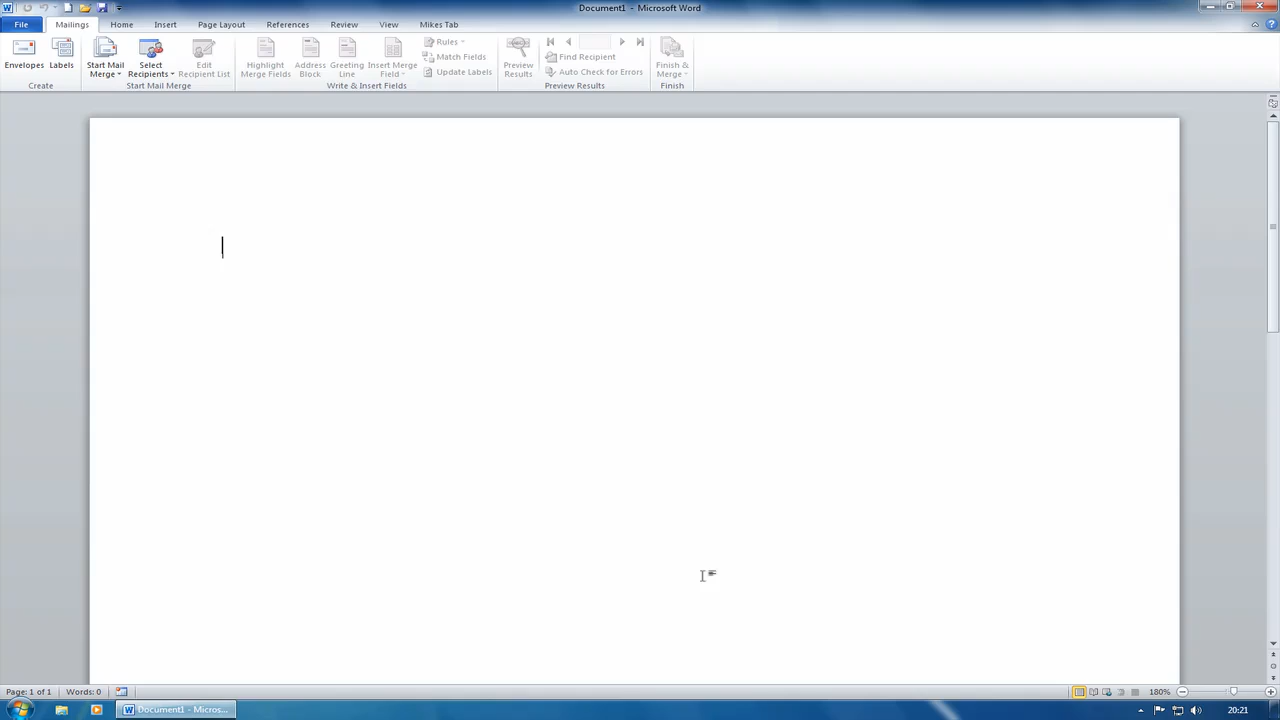 Document1 - Microsoft Word
File Mailings Home Insert Page Layout References Review View Mikes Tab
Envelopes
Labels
Start Mail Merge
Select Recipients
Edit Recipient List
Highlight Merge Fields
Address Block
Greeting Line
Insert Merge Field
Rules
Match Fields
Update Labels
Preview Results
Find Recipient
Auto Check for Errors
Finish & Merge
Create
Start Mail Merge
Write & Insert Fields
Preview Results
Finish
Page: 1 of 1 Words: 0 180%
Document1 - Micros... 20:21